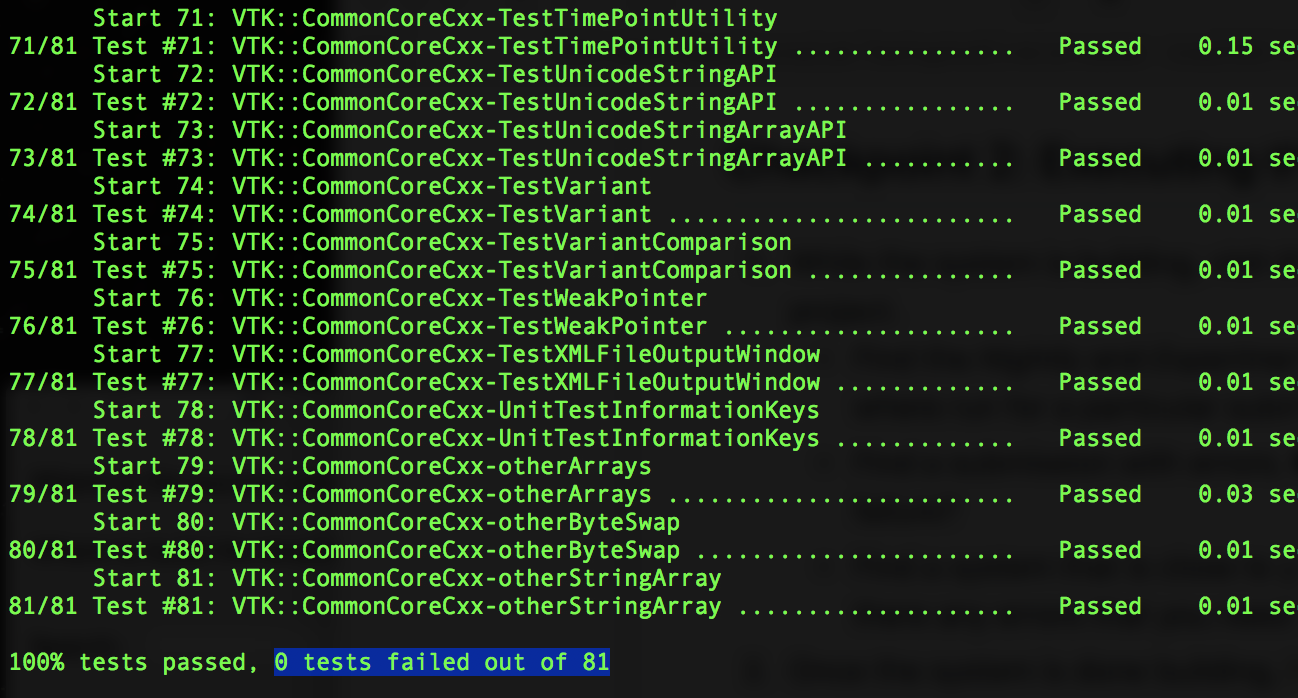 Start 71: VTK::CommonCoreCxx-TestTimePointUtility
71/81 Test #71: VTK::CommonCoreCxx-TestTimePointUtility ................   Passed    0.15 se
Start 72: VTK::CommonCoreCxx-TestUnicodeStringAPI
72/81 Test #72: VTK::CommonCoreCxx-TestUnicodeStringAPI ................   Passed    0.01 se
Start 73: VTK::CommonCoreCxx-TestUnicodeStringArrayAPI
73/81 Test #73: VTK::CommonCoreCxx-TestUnicodeStringArrayAPI ...........   Passed    0.01 se
Start 74: VTK::CommonCoreCxx-TestVariant
74/81 Test #74: VTK::CommonCoreCxx-TestVariant .........................   Passed    0.01 se
Start 75: VTK::CommonCoreCxx-TestVariantComparison
75/81 Test #75: VTK::CommonCoreCxx-TestVariantComparison ...............   Passed    0.01 se
Start 76: VTK::CommonCoreCxx-TestWeakPointer
76/81 Test #76: VTK::CommonCoreCxx-TestWeakPointer .....................   Passed    0.01 se
Start 77: VTK::CommonCoreCxx-TestXMLFileOutputWindow
77/81 Test #77: VTK::CommonCoreCxx-TestXMLFileOutputWindow .............   Passed    0.01 se
Start 78: VTK::CommonCoreCxx-UnitTestInformationKeys
78/81 Test #78: VTK::CommonCoreCxx-UnitTestInformationKeys .............   Passed    0.01 se
Start 79: VTK::CommonCoreCxx-otherArrays
79/81 Test #79: VTK::CommonCoreCxx-otherArrays .........................   Passed    0.03 se
Start 80: VTK::CommonCoreCxx-otherByteSwap
80/81 Test #80: VTK::CommonCoreCxx-otherByteSwap .......................   Passed    0.01 se
Start 81: VTK::CommonCoreCxx-otherStringArray
81/81 Test #81: VTK::CommonCoreCxx-otherStringArray ....................   Passed    0.01 se
100% tests passed, 0 tests failed out of 81